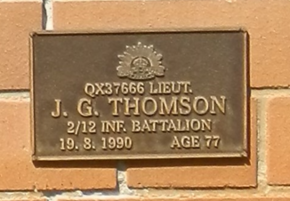 QX37666 LIEUT.
J. G. THOMSON
2/12 INF. BATTALION
19. 8. 1990 AGE 77